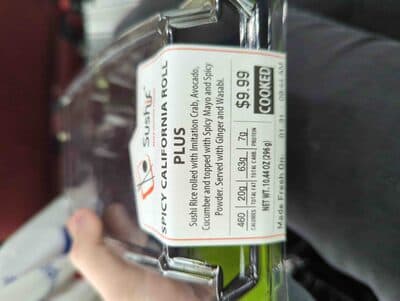 Sushi
SPICY CALIFORNIA ROLL
PLUS
Sushi Rice rolled with Imitation Crab, Avocado,
Cucumber and topped with Spicy Mayo and Spicy
Powder. Served with Ginger and Wasabi.
460 20g 63g 7g
CALORIES TOTAL FAT TOTAL CARB. PROTEIN
$9.99
COOKED
NET WT. 10.44 OZ (296 g)
Made Fresh On